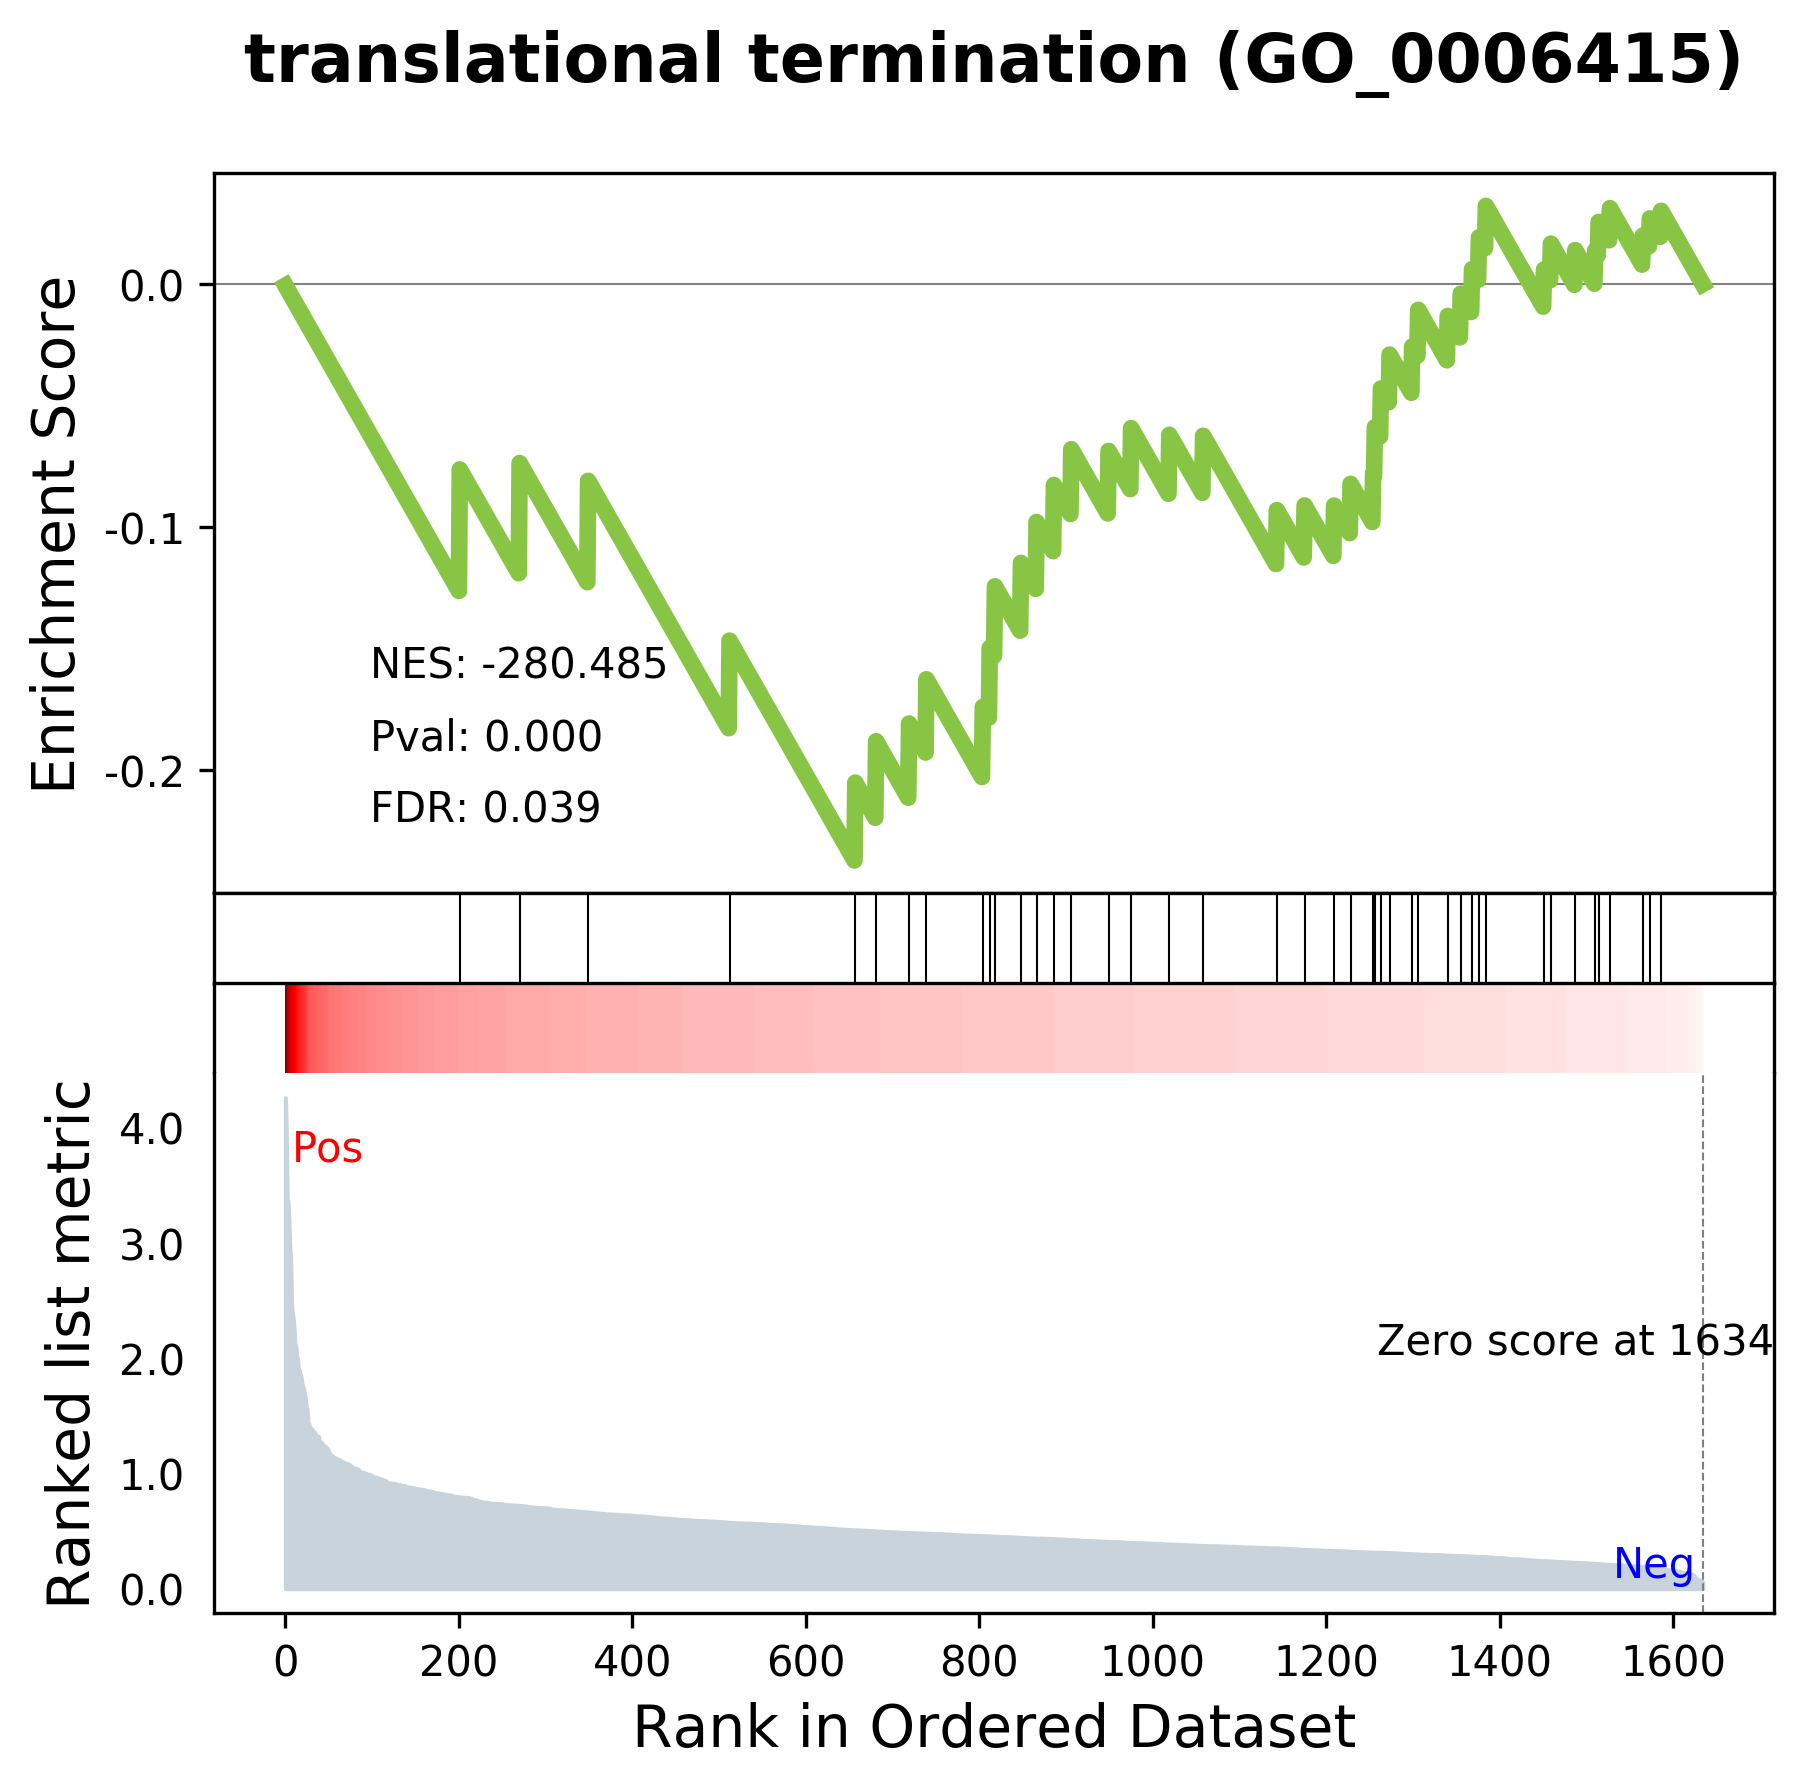 translational termination (GO_0006415)
Enrichment Score
0.0
-0.1
-0.2
NES: -280.485
Pval: 0.000
FDR: 0.039
Ranked list metric
4.0
3.0
2.0
1.0
0.0
Pos
Zero score at 1634
Neg
0 200 400 600 800 1000 1200 1400 1600
Rank in Ordered Dataset